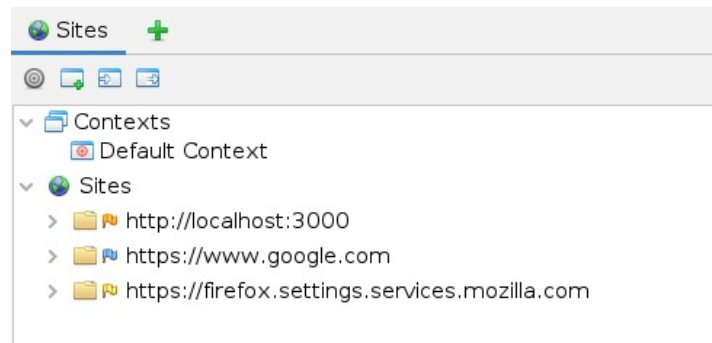 Sites
Contexts
Default Context
Sites
http://localhost:3000
https://www.google.com
https://firefox.settings.services.mozilla.com